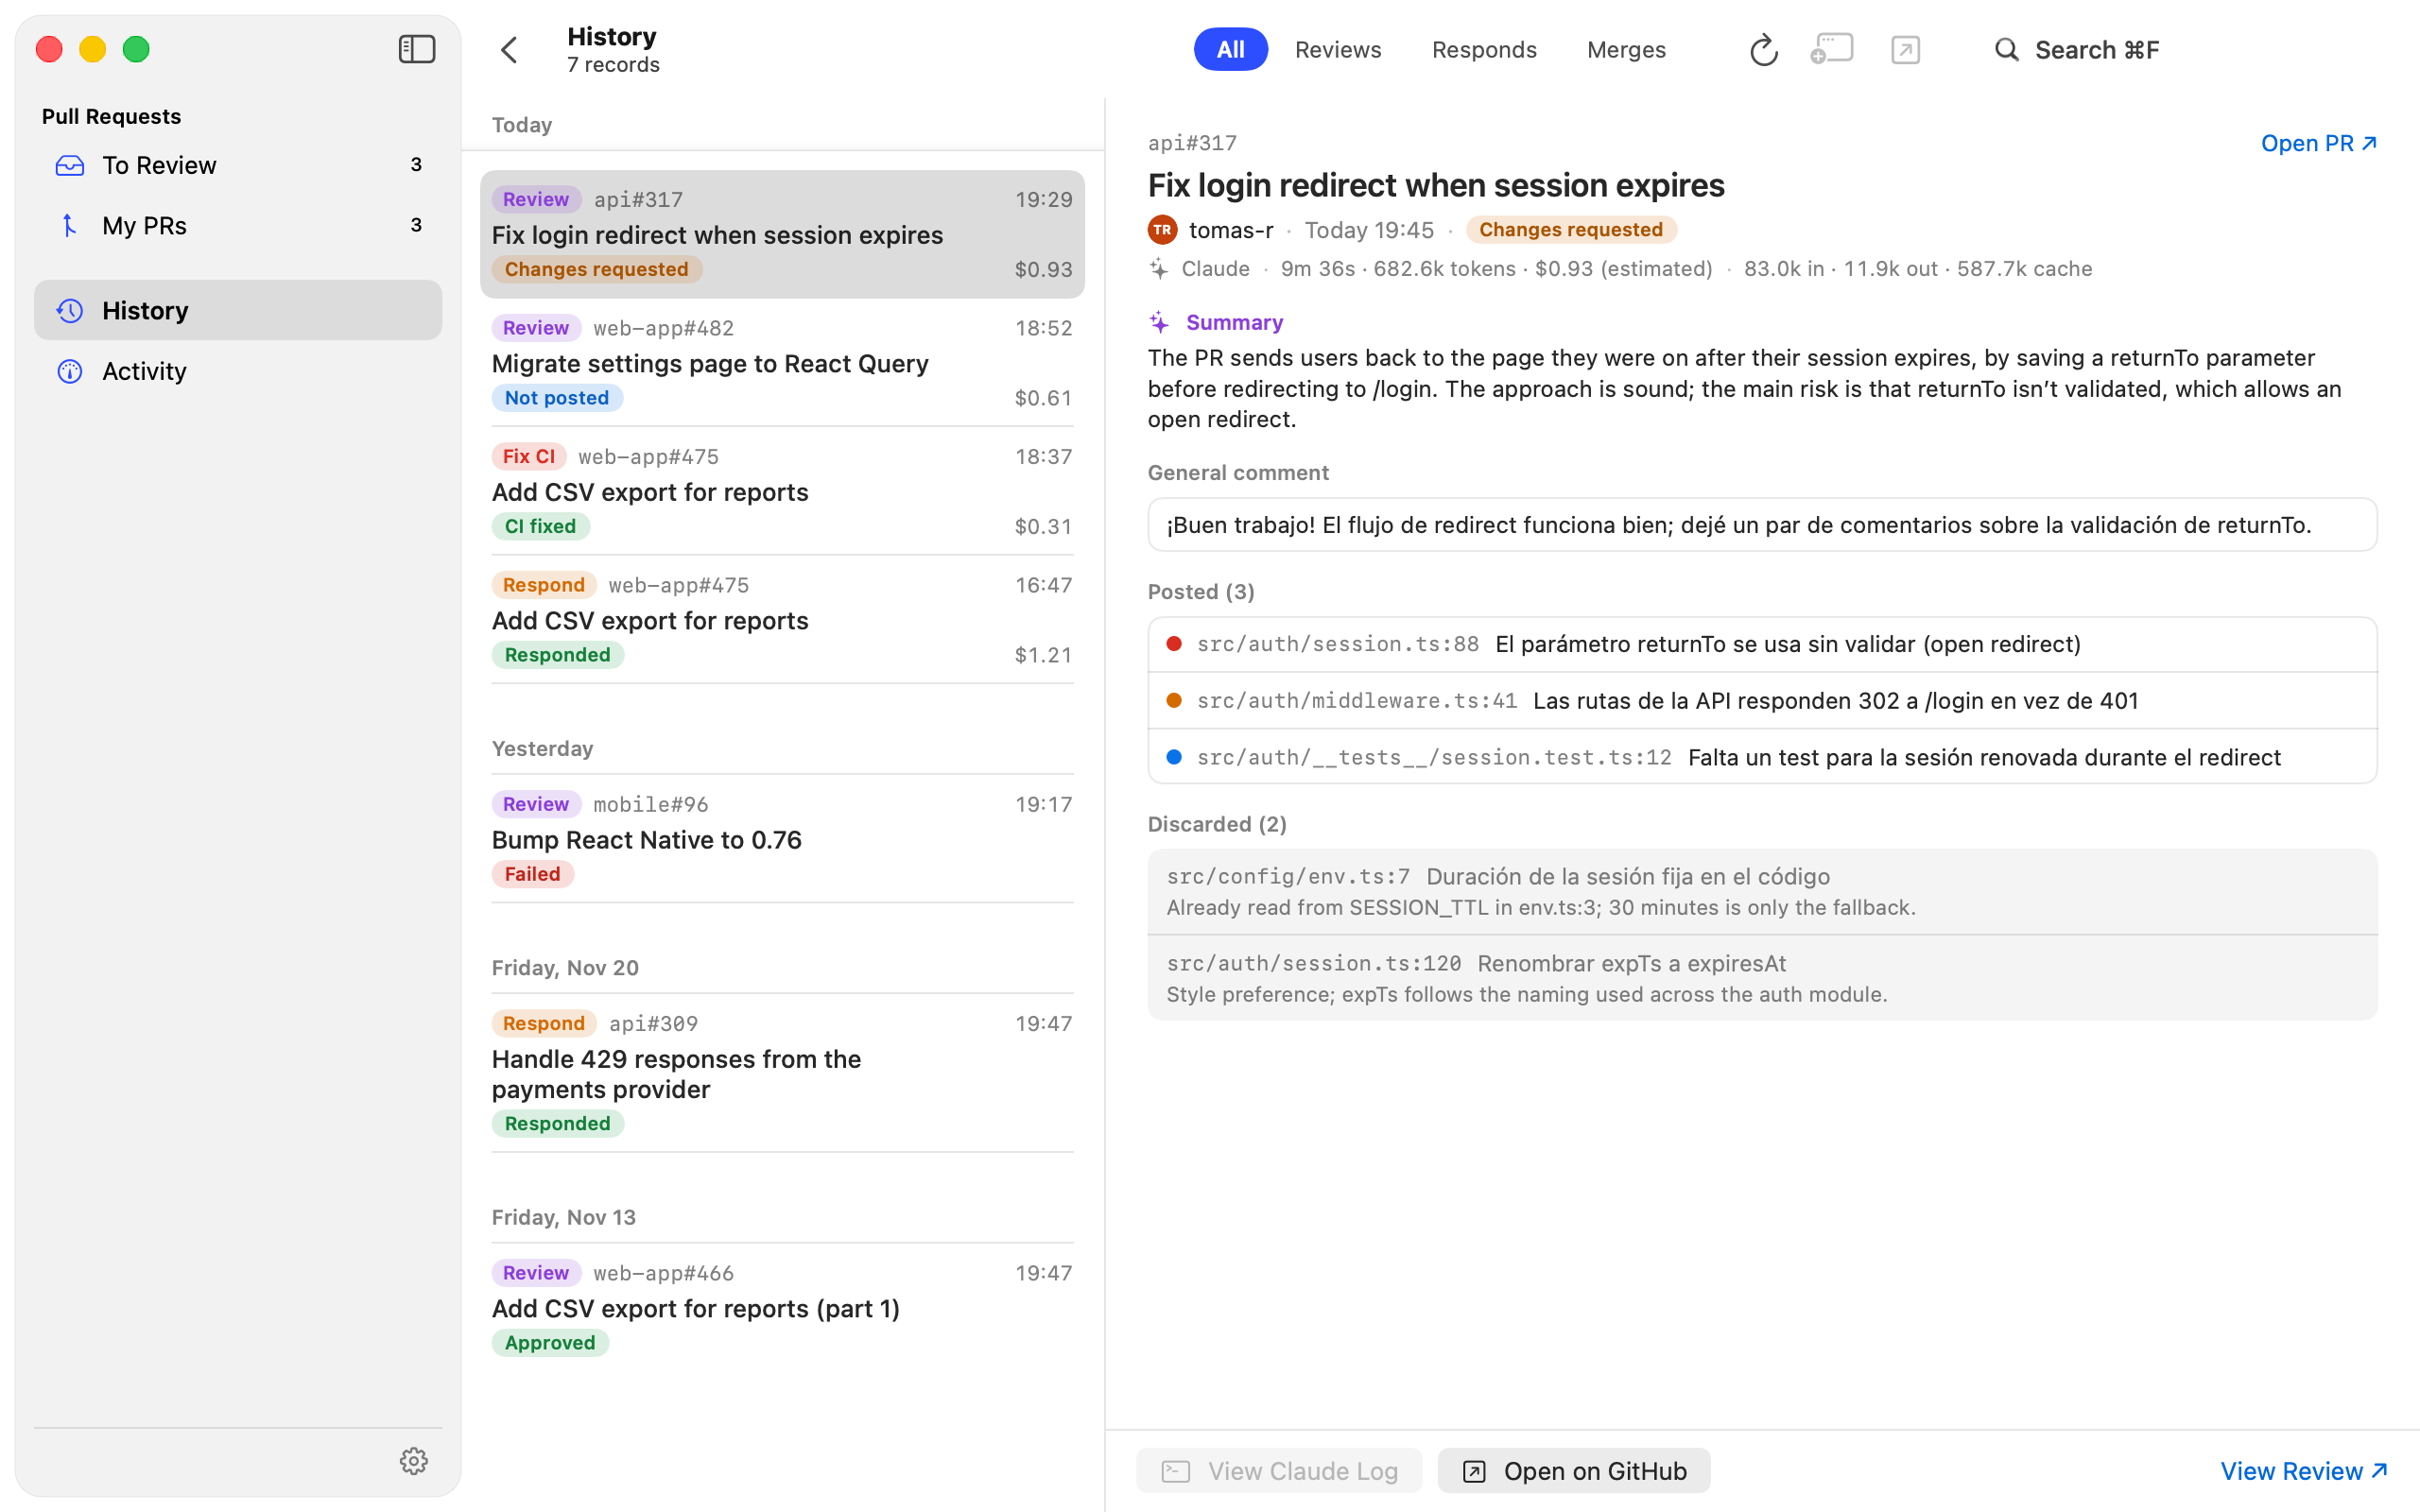 Pull Requests
To Review 3
My PRs 3
History
Activity
History
7 records
All Reviews Responds Merges Search ⌘F
Today
Review api#317 19:29
Fix login redirect when session expires
Changes requested $0.93
Review web-app#482 18:52
Migrate settings page to React Query
Not posted $0.61
Fix CI web-app#475 18:37
Add CSV export for reports
CI fixed $0.31
Respond web-app#475 16:47
Add CSV export for reports
Responded $1.21
Yesterday
Review mobile#96 19:17
Bump React Native to 0.76
Failed
Friday, Nov 20
Respond api#309 19:47
Handle 429 responses from the
payments provider
Responded
Friday, Nov 13
Review web-app#466 19:47
Add CSV export for reports (part 1)
Approved
api#317 Open PR ↗
Fix login redirect when session expires
TR tomas-r · Today 19:45 · Changes requested
Claude · 9m 36s · 682.6k tokens · $0.93 (estimated) · 83.0k in · 11.9k out · 587.7k cache
Summary
The PR sends users back to the page they were on after their session expires, by saving a returnTo parameter
before redirecting to /login. The approach is sound; the main risk is that returnTo isn’t validated, which allows an
open redirect.
General comment
¡Buen trabajo! El flujo de redirect funciona bien; dejé un par de comentarios sobre la validación de returnTo.
Posted (3)
src/auth/session.ts:88 El parámetro returnTo se usa sin validar (open redirect)
src/auth/middleware.ts:41 Las rutas de la API responden 302 a /login en vez de 401
src/auth/__tests__/session.test.ts:12 Falta un test para la sesión renovada durante el redirect
Discarded (2)
src/config/env.ts:7 Duración de la sesión fija en el código
Already read from SESSION_TTL in env.ts:3; 30 minutes is only the fallback.
src/auth/session.ts:120 Renombrar expTs a expiresAt
Style preference; expTs follows the naming used across the auth module.
View Claude Log Open on GitHub View Review ↗